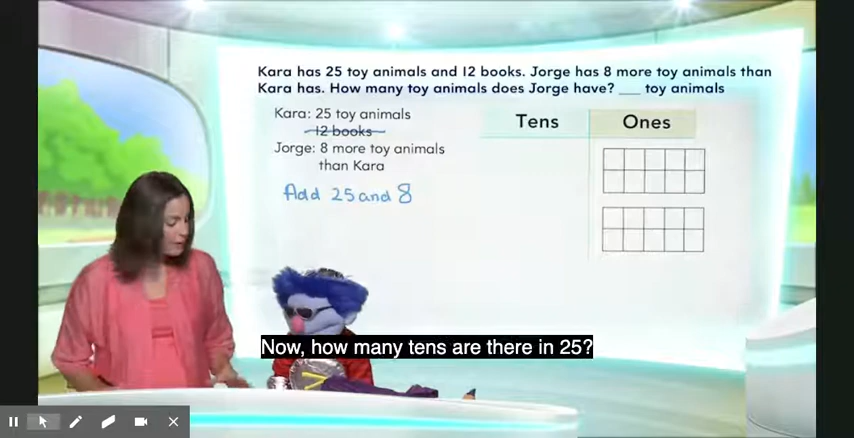 Kara has 25 toy animals and 12 books. Jorge has 8 more toy animals than
Kara has. How many toy animals does Jorge have? ___ toy animals
Kara: 25 toy animals
12 books
Jorge: 8 more toy animals
than Kara
Add 25 and 8
Tens Ones
Now, how many tens are there in 25?